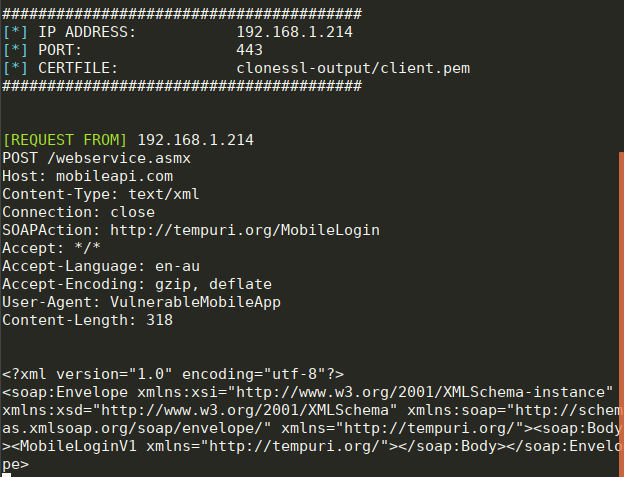 ########################################
[*] IP ADDRESS: 192.168.1.214
[*] PORT: 443
[*] CERTFILE: clonessl-output/client.pem
########################################
[REQUEST FROM] 192.168.1.214
POST /webservice.asmx
Host: mobileapi.com
Content-Type: text/xml
Connection: close
SOAPAction: http://tempuri.org/MobileLogin
Accept: */*
Accept-Language: en-au
Accept-Encoding: gzip, deflate
User-Agent: VulnerableMobileApp
Content-Length: 318
<?xml version="1.0" encoding="utf-8"?>
<soap:Envelope xmlns:xsi="http://www.w3.org/2001/XMLSchema-instance"
xmlns:xsd="http://www.w3.org/2001/XMLSchema" xmlns:soap="http://schem
as.xmlsoap.org/soap/envelope/" xmlns="http://tempuri.org/"><soap:Body
><MobileLoginV1 xmlns="http://tempuri.org/"></soap:Body></soap:Envelo
pe>